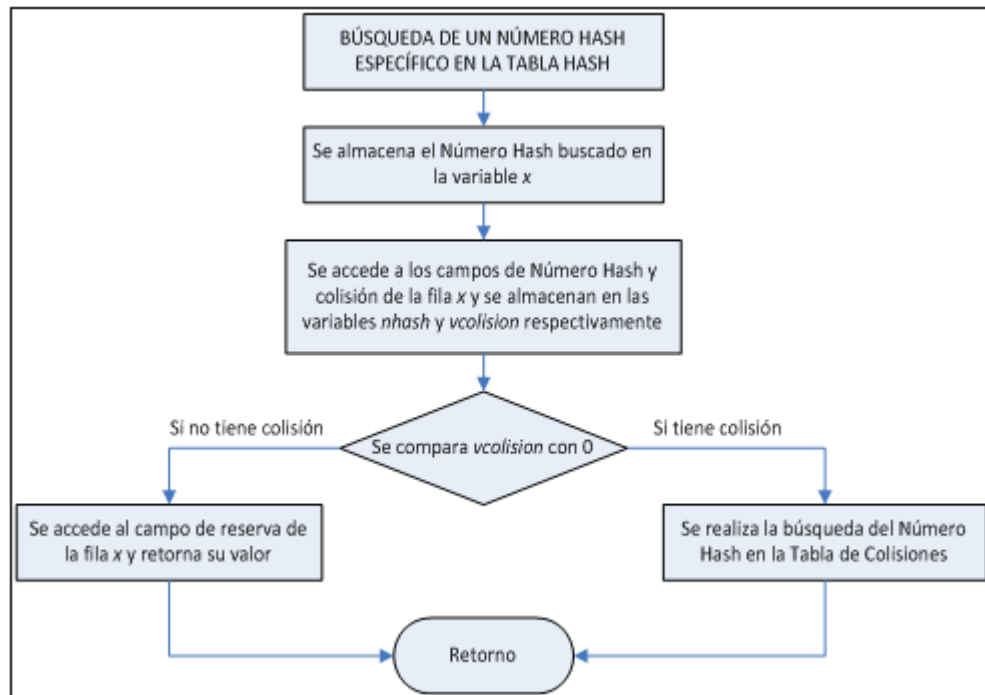 BÚSQUEDA DE UN NÚMERO HASH
ESPECÍFICO EN LA TABLA HASH
Se almacena el Número Hash buscado en
la variable x
Se accede a los campos de Número Hash y
colisión de la fila x y se almacenan en las
variables nhash y vcolision respectivamente
Si no tiene colisión
Se compara vcolision con 0
Si tiene colisión
Se accede al campo de reserva de
la fila x y retorna su valor
Se realiza la búsqueda del Número
Hash en la Tabla de Colisiones
Retorno